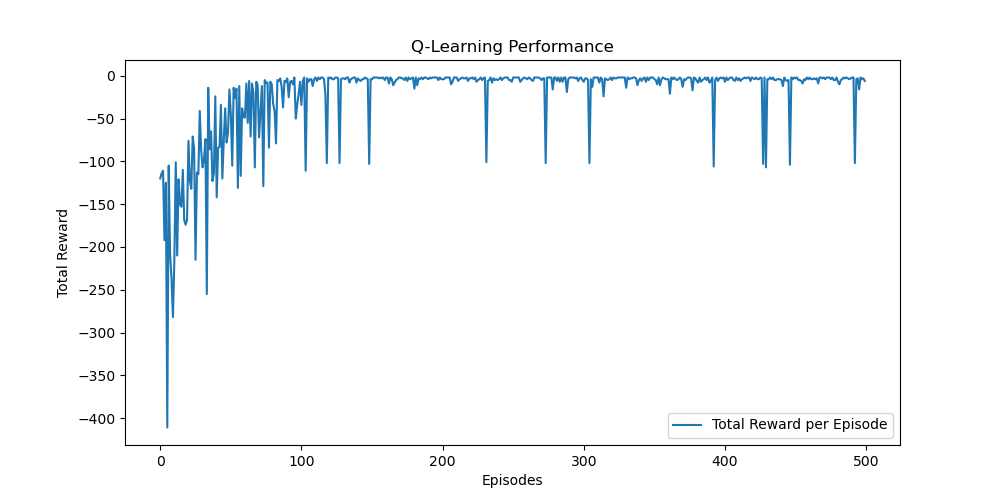 Q-Learning Performance
Total Reward
0
−50
−100
−150
−200
−250
−300
−350
−400
0 100 200 300 400 500
Episodes
Total Reward per Episode